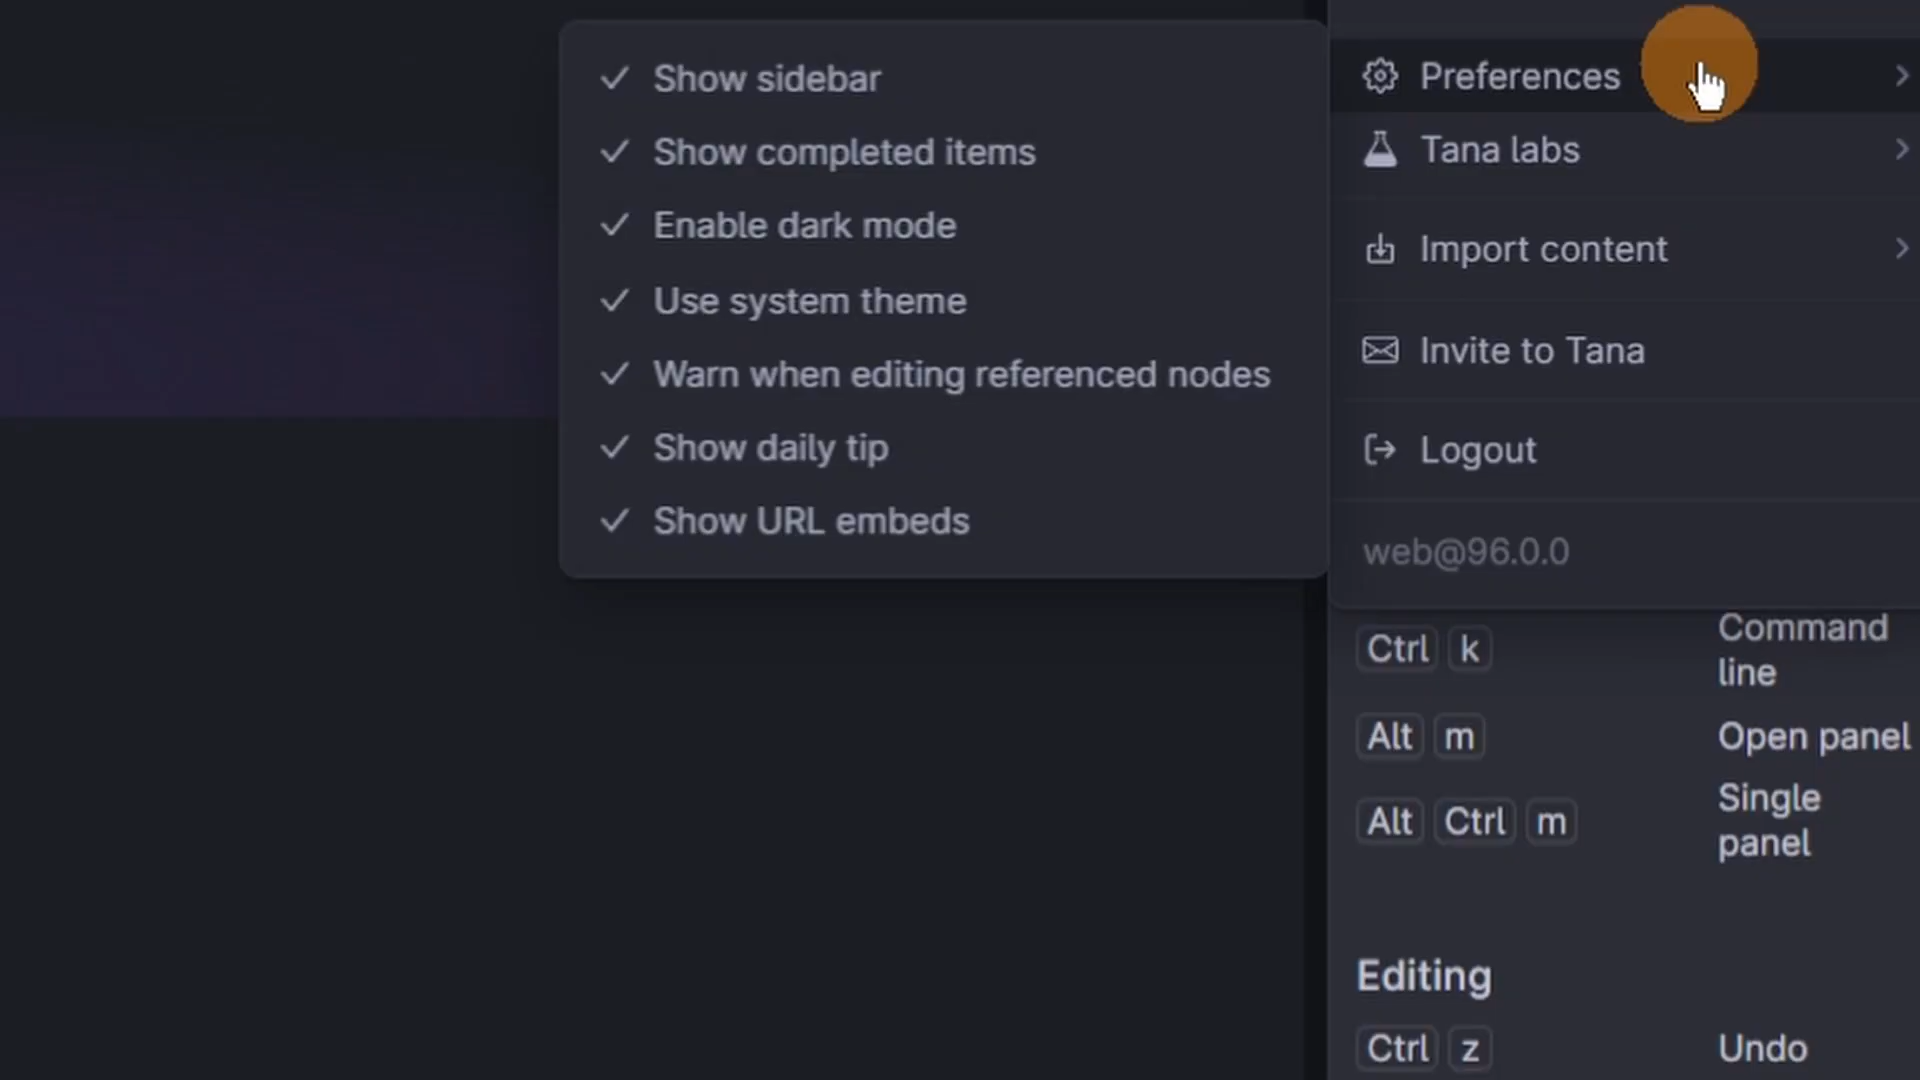 Show sidebar
Show completed items
Enable dark mode
Use system theme
Warn when editing referenced nodes
Show daily tip
Show URL embeds
Preferences
Tana labs
Import content
Invite to Tana
Logout
web@96.0.0
Ctrl k Command
line
Alt m Open panel
Alt Ctrl m Single
panel
Editing
Ctrl z Undo